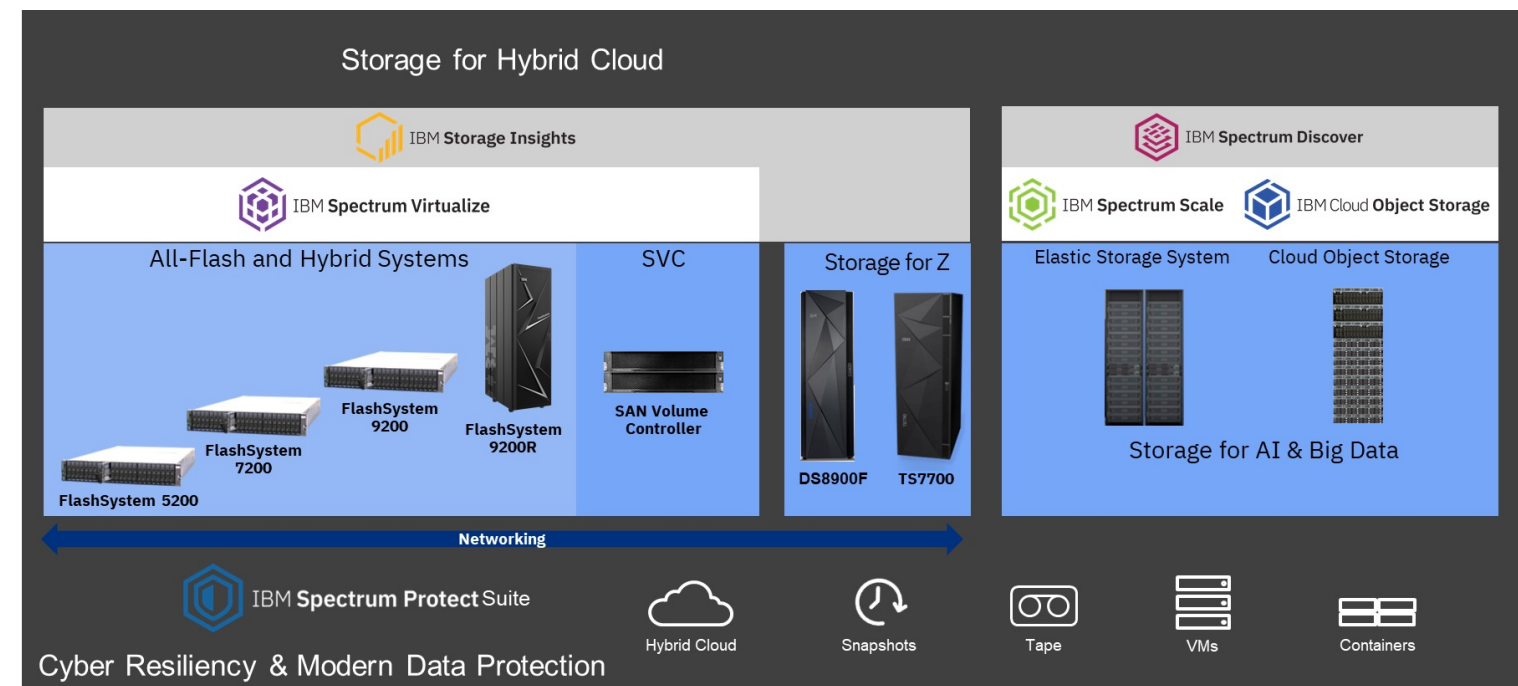 Storage for Hybrid Cloud
IBM Storage Insights
IBM Spectrum Virtualize
All-Flash and Hybrid Systems
SVC
Storage for Z
FlashSystem 5200
FlashSystem
7200
FlashSystem
9200
FlashSystem
9200R
SAN Volume
Controller
DS8900F
TS7700
Networking
IBM Spectrum Discover
IBM Spectrum Scale
IBM Cloud Object Storage
Elastic Storage System
Cloud Object Storage
Storage for AI & Big Data
IBM Spectrum Protect Suite
Hybrid Cloud
Snapshots
Tape
VMs
Containers
Cyber Resiliency & Modern Data Protection